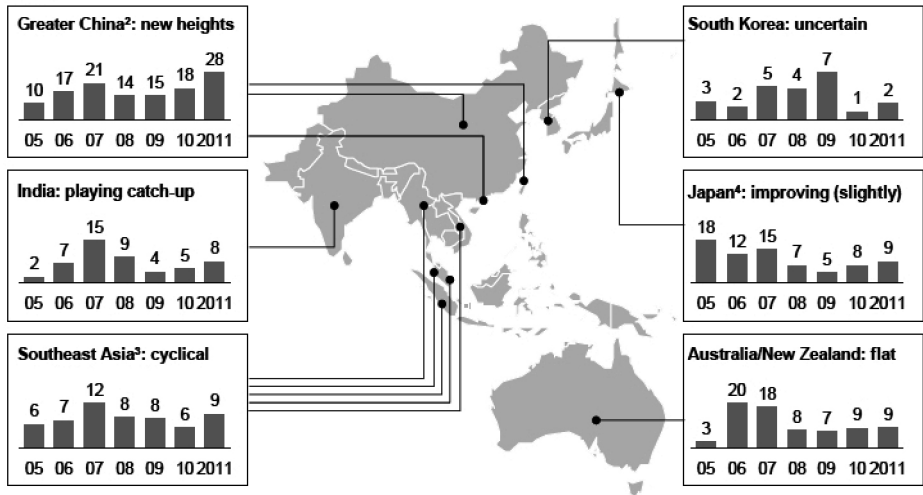 Greater China²: new heights
10 17 21 14 15 18 28
05 06 07 08 09 10 2011
India: playing catch-up
2 7 15 9 4 5 8
05 06 07 08 09 10 2011
Southeast Asia³: cyclical
6 7 12 8 8 6 9
05 06 07 08 09 10 2011
South Korea: uncertain
3 2 5 4 7 1 2
05 06 07 08 09 10 2011
Japan⁴: improving (slightly)
18 12 15 7 5 8 9
05 06 07 08 09 10 2011
Australia/New Zealand: flat
3 20 18 8 7 9 9
05 06 07 08 09 10 2011